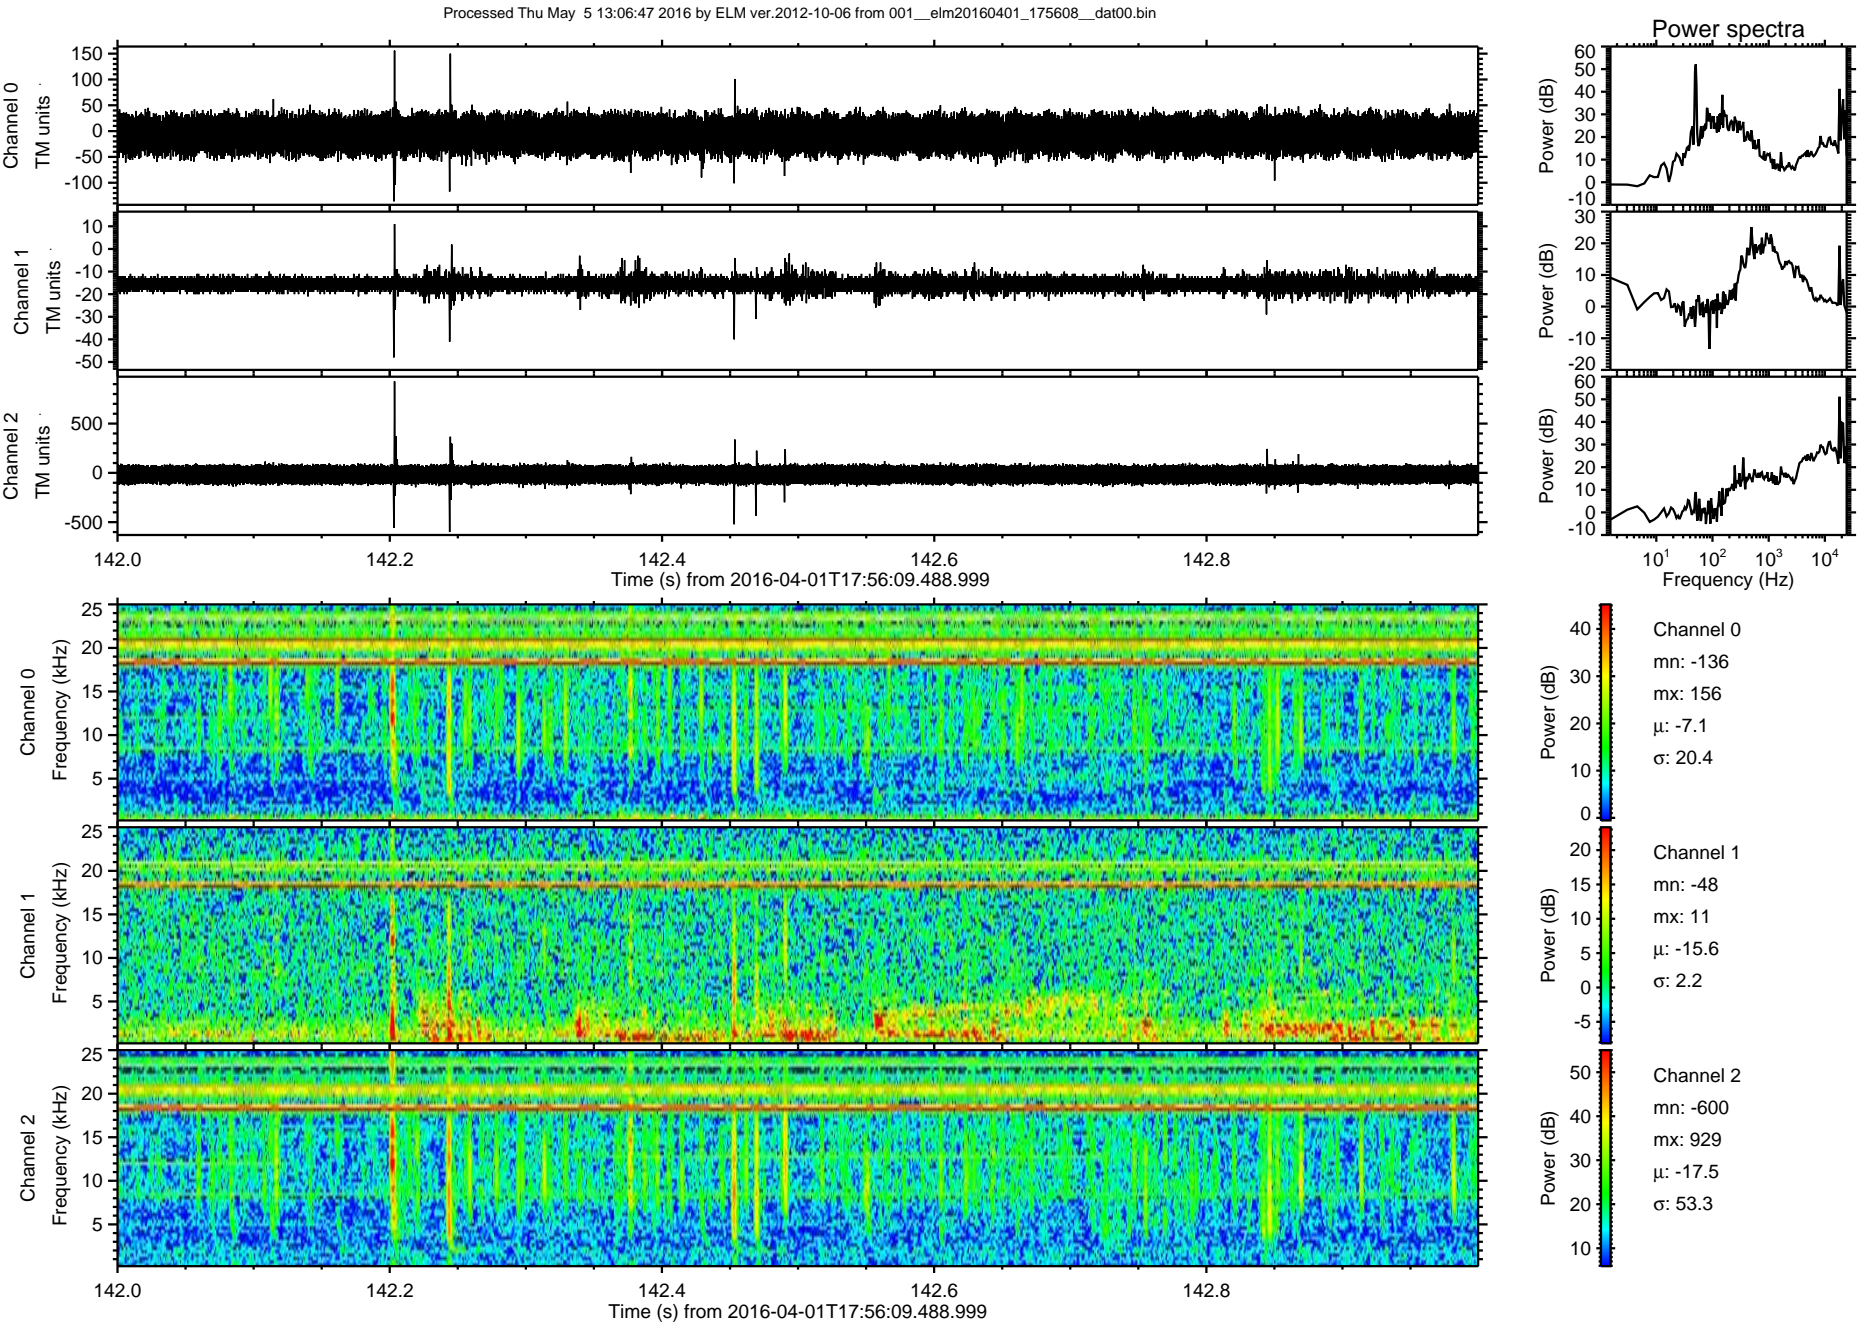 Processed Thu May  5 13:06:47 2016 by ELM ver.2012-10-06 from 001__elm20160401_175608__dat00.bin
Power spectra
Channel 0
TM units
150
100
50
0
-50
-100
Power (dB)
60
50
40
30
20
10
0
-10
Channel 1
TM units
10
0
-10
-20
-30
-40
-50
Power (dB)
30
20
10
0
-10
-20
Channel 2
TM units
500
0
-500
Power (dB)
60
50
40
30
20
10
0
-10
142.0 142.2 142.4 142.6 142.8
Time (s) from 2016-04-01T17:56:09.488.999
10¹ 10² 10³ 10⁴
Frequency (Hz)
Channel 0
Frequency (kHz)
25
20
15
10
5
Power (dB)
40
30
20
10
0
Channel 0
mn: -136
mx: 156
μ: -7.1
σ: 20.4
Channel 1
Frequency (kHz)
25
20
15
10
5
Power (dB)
20
15
10
5
0
-5
Channel 1
mn: -48
mx: 11
μ: -15.6
σ: 2.2
Channel 2
Frequency (kHz)
25
20
15
10
5
Power (dB)
50
40
30
20
10
Channel 2
mn: -600
mx: 929
μ: -17.5
σ: 53.3
142.0 142.2 142.4 142.6 142.8
Time (s) from 2016-04-01T17:56:09.488.999